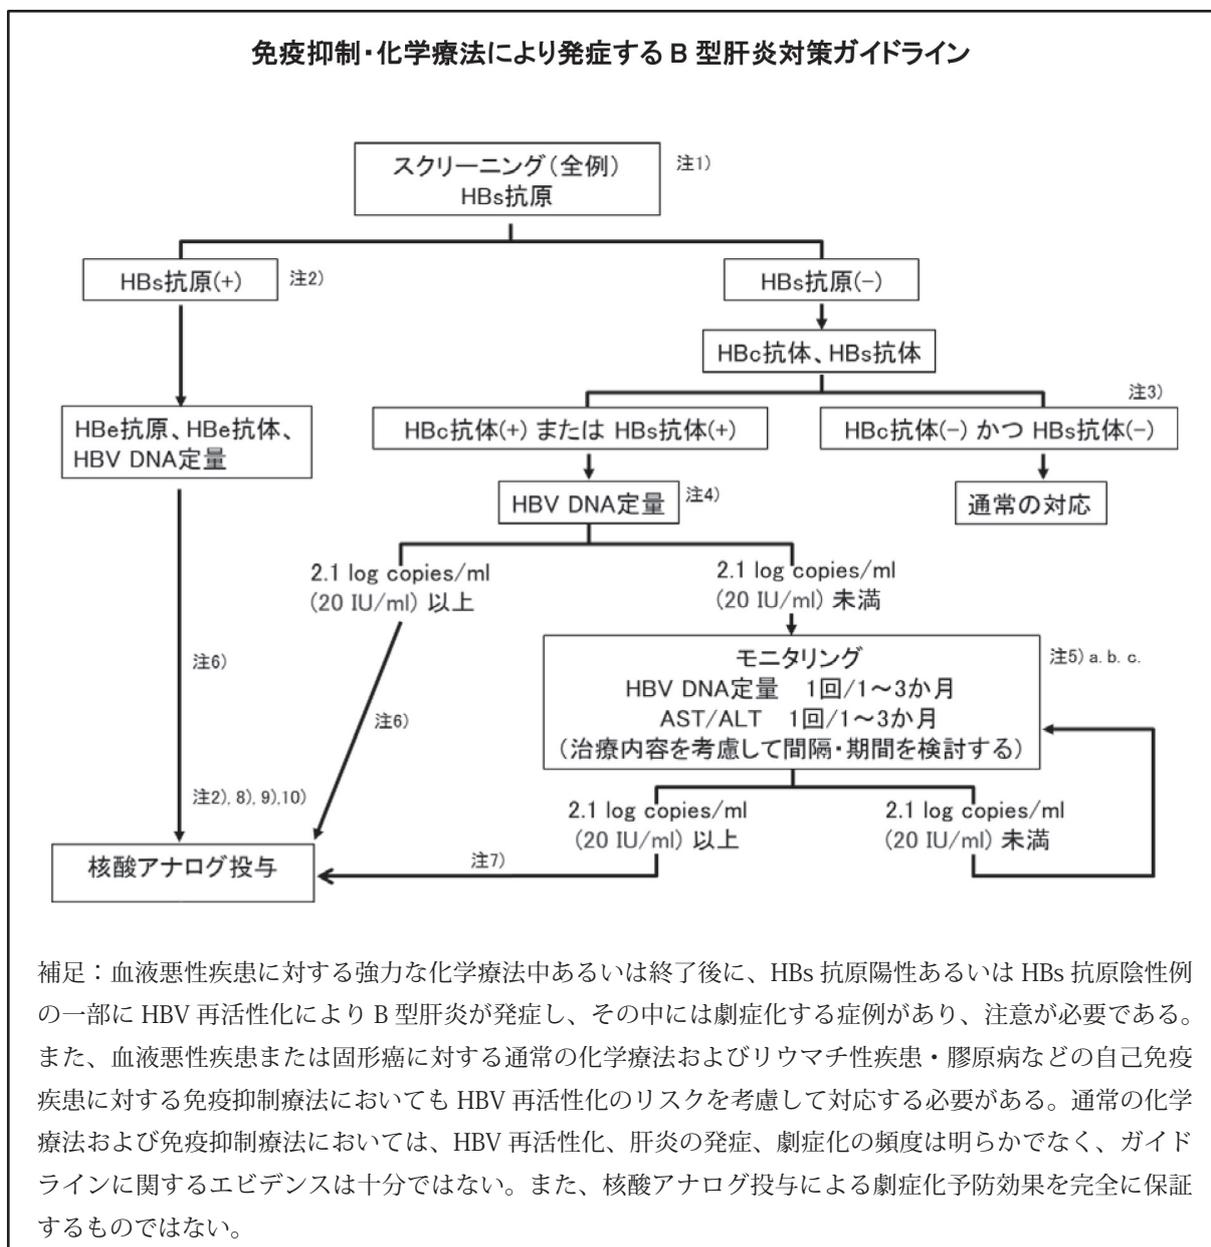 免疫抑制・化学療法により発症する B 型肝炎対策ガイドライン
スクリーニング（全例）
HBs抗原
注1)
HBs抗原(+)
注2)
HBs抗原(−)
HBc抗体、HBs抗体
注3)
HBe抗原、HBe抗体、
HBV DNA定量
HBc抗体(+) または HBs抗体(+)
HBc抗体(−) かつ HBs抗体(−)
HBV DNA定量
注4)
通常の対応
2.1 log copies/ml
(20 IU/ml) 以上
2.1 log copies/ml
(20 IU/ml) 未満
注6)
注6)
モニタリング
HBV DNA定量 1回/1～3か月
AST/ALT 1回/1～3か月
（治療内容を考慮して間隔・期間を検討する）
注5) a. b. c.
注2), 8), 9),10)
2.1 log copies/ml
(20 IU/ml) 以上
2.1 log copies/ml
(20 IU/ml) 未満
核酸アナログ投与
注7)
補足：血液悪性疾患に対する強力な化学療法中あるいは終了後に、HBs 抗原陽性あるいは HBs 抗原陰性例
の一部に HBV 再活性化により B 型肝炎が発症し、その中には劇症化する症例があり、注意が必要である。
また、血液悪性疾患または固形癌に対する通常の化学療法およびリウマチ性疾患・膠原病などの自己免疫
疾患に対する免疫抑制療法においても HBV 再活性化のリスクを考慮して対応する必要がある。通常の化学
療法および免疫抑制療法においては、HBV 再活性化、肝炎の発症、劇症化の頻度は明らかでなく、ガイド
ラインに関するエビデンスは十分ではない。また、核酸アナログ投与による劇症化予防効果を完全に保証
するものではない。